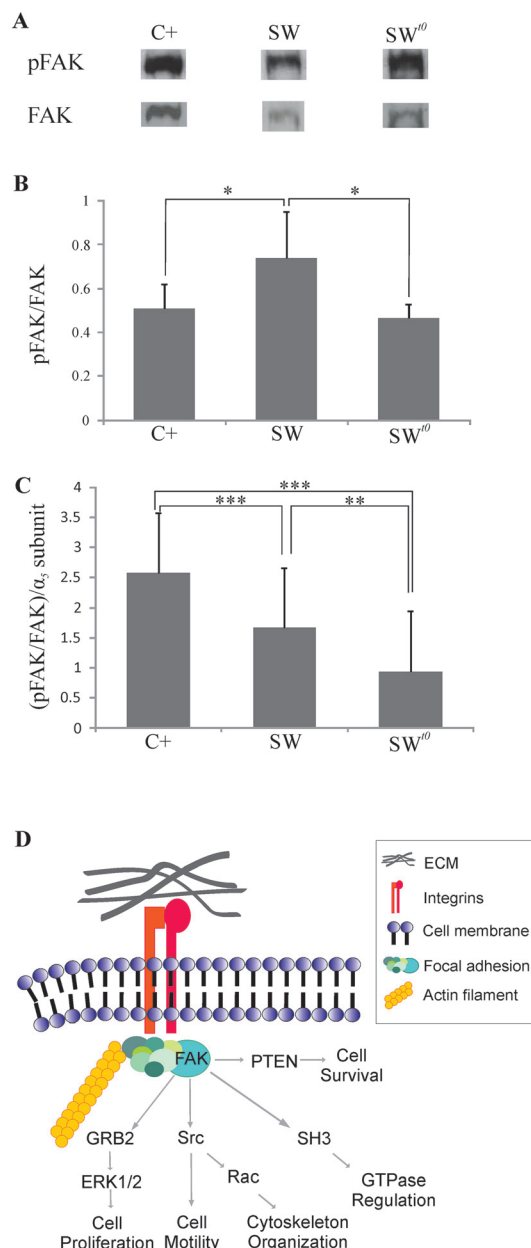 A
C+ SW SW^t0
pFAK
FAK
B
1
0.8
0.6
0.4
0.2
0
pFAK/FAK
* *
C+ SW SW^t0
C
4
3.5
3
2.5
2
1.5
1
0.5
0
(pFAK/FAK)/α5 subunit
***
*** **
C+ SW SW^t0
D
ECM
Integrins
Cell membrane
Focal adhesion
Actin filament
FAK
PTEN
Cell
Survival
GRB2
Src
SH3
ERK1/2
Rac
GTPase
Regulation
Cell
Proliferation
Cell
Motility
Cytoskeleton
Organization